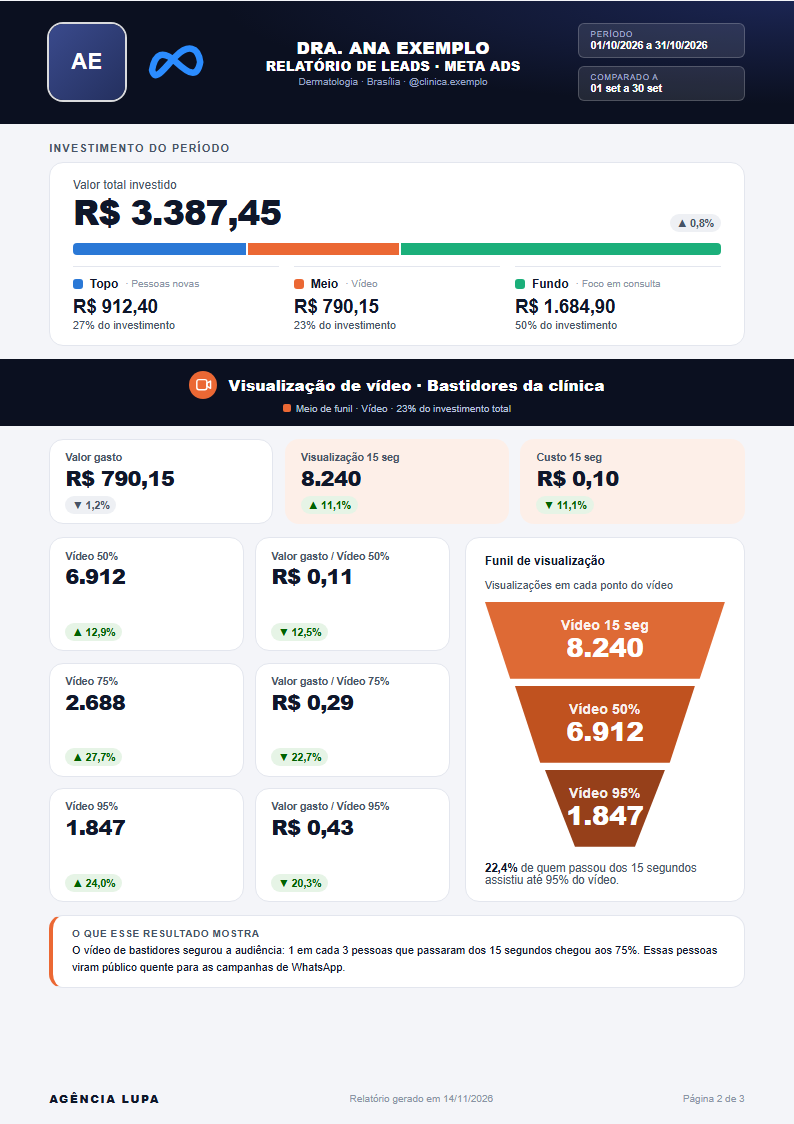 AE
DRA. ANA EXEMPLO
RELATÓRIO DE LEADS · META ADS
Dermatologia · Brasília · @clinica.exemplo
PERÍODO
01/10/2026 a 31/10/2026
COMPARADO A
01 set a 30 set
INVESTIMENTO DO PERÍODO
Valor total investido
R$ 3.387,45
▲ 0,8%
Topo · Pessoas novas
R$ 912,40
27% do investimento
Meio · Vídeo
R$ 790,15
23% do investimento
Fundo · Foco em consulta
R$ 1.684,90
50% do investimento
Visualização de vídeo · Bastidores da clínica
Meio de funil · Vídeo · 23% do investimento total
Valor gasto
R$ 790,15
▼ 1,2%
Visualização 15 seg
8.240
▲ 11,1%
Custo 15 seg
R$ 0,10
▼ 11,1%
Vídeo 50%
6.912
▲ 12,9%
Valor gasto / Vídeo 50%
R$ 0,11
▼ 12,5%
Vídeo 75%
2.688
▲ 27,7%
Valor gasto / Vídeo 75%
R$ 0,29
▼ 22,7%
Vídeo 95%
1.847
▲ 24,0%
Valor gasto / Vídeo 95%
R$ 0,43
▼ 20,3%
Funil de visualização
Visualizações em cada ponto do vídeo
Vídeo 15 seg
8.240
Vídeo 50%
6.912
Vídeo 95%
1.847
22,4% de quem passou dos 15 segundos
assistiu até 95% do vídeo.
O QUE ESSE RESULTADO MOSTRA
O vídeo de bastidores segurou a audiência: 1 em cada 3 pessoas que passaram dos 15 segundos chegou aos 75%. Essas pessoas
viram público quente para as campanhas de WhatsApp.
AGÊNCIA LUPA
Relatório gerado em 14/11/2026
Página 2 de 3